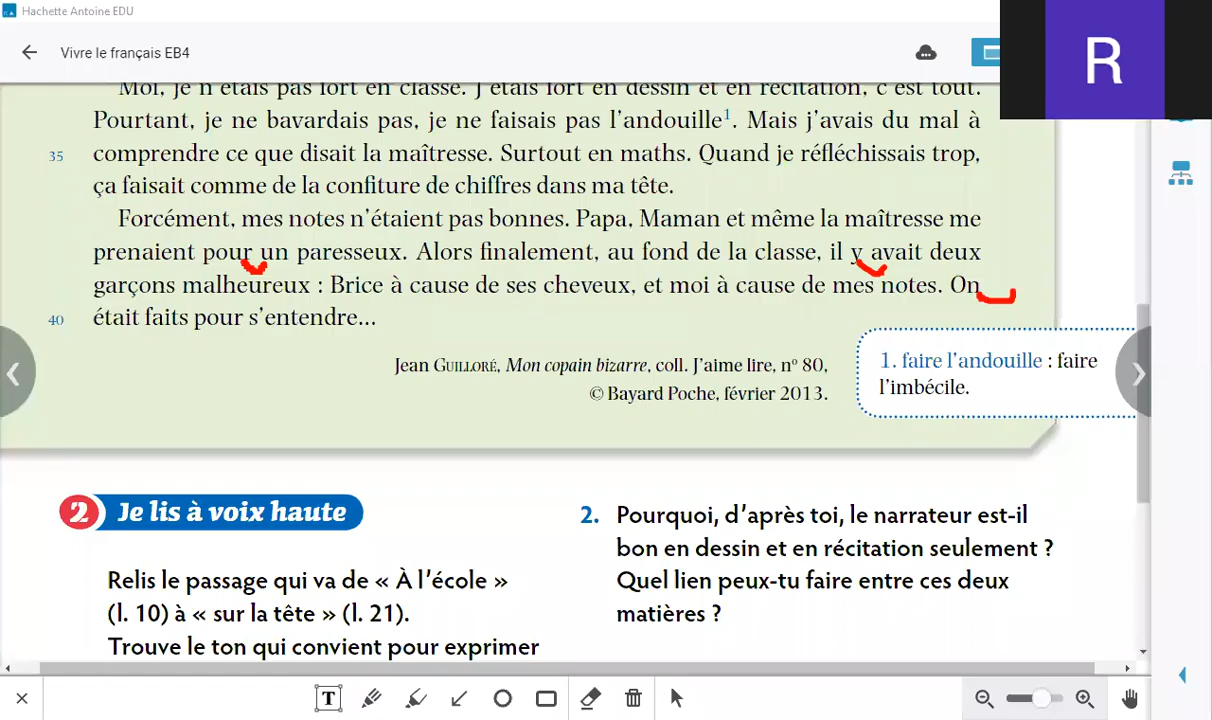 Hachette Antoine EDU
Vivre le français EB4
R
Moi, je n'étais pas fort en classe. J'étais fort en dessin et en récitation, c'est tout.
Pourtant, je ne bavardais pas, je ne faisais pas l'andouille¹. Mais j'avais du mal à
35 comprendre ce que disait la maîtresse. Surtout en maths. Quand je réfléchissais trop,
ça faisait comme de la confiture de chiffres dans ma tête.
Forcément, mes notes n'étaient pas bonnes. Papa, Maman et même la maîtresse me
prenaient pour un paresseux. Alors finalement, au fond de la classe, il y avait deux
garçons malheureux : Brice à cause de ses cheveux, et moi à cause de mes notes. On
40 était faits pour s'entendre...
Jean GUILLORÉ, Mon copain bizarre, coll. J'aime lire, nº 80,
© Bayard Poche, février 2013.
1. faire l'andouille : faire
l'imbécile.
2 Je lis à voix haute
Relis le passage qui va de « À l'école »
(l. 10) à « sur la tête » (l. 21).
Trouve le ton qui convient pour exprimer
2. Pourquoi, d'après toi, le narrateur est-il
bon en dessin et en récitation seulement ?
Quel lien peux-tu faire entre ces deux
matières ?
T